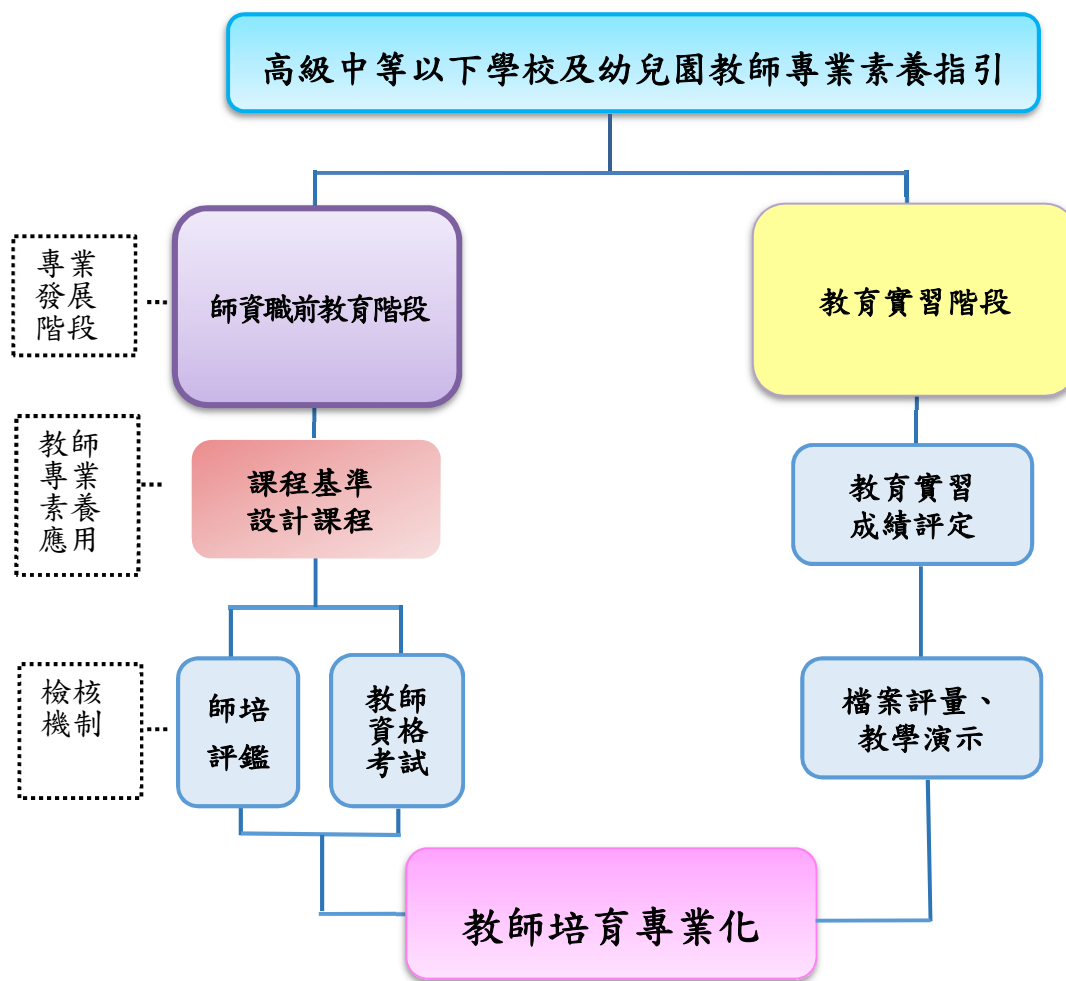 高級中等以下學校及幼兒園教師專業素養指引
專業
發展
階段
師資職前教育階段
教育實習階段
教師
專業
素養
應用
課程基準
設計課程
教育實習
成績評定
檢核
機制
師培
評鑑
教師
資格
考試
檔案評量、
教學演示
教師培育專業化